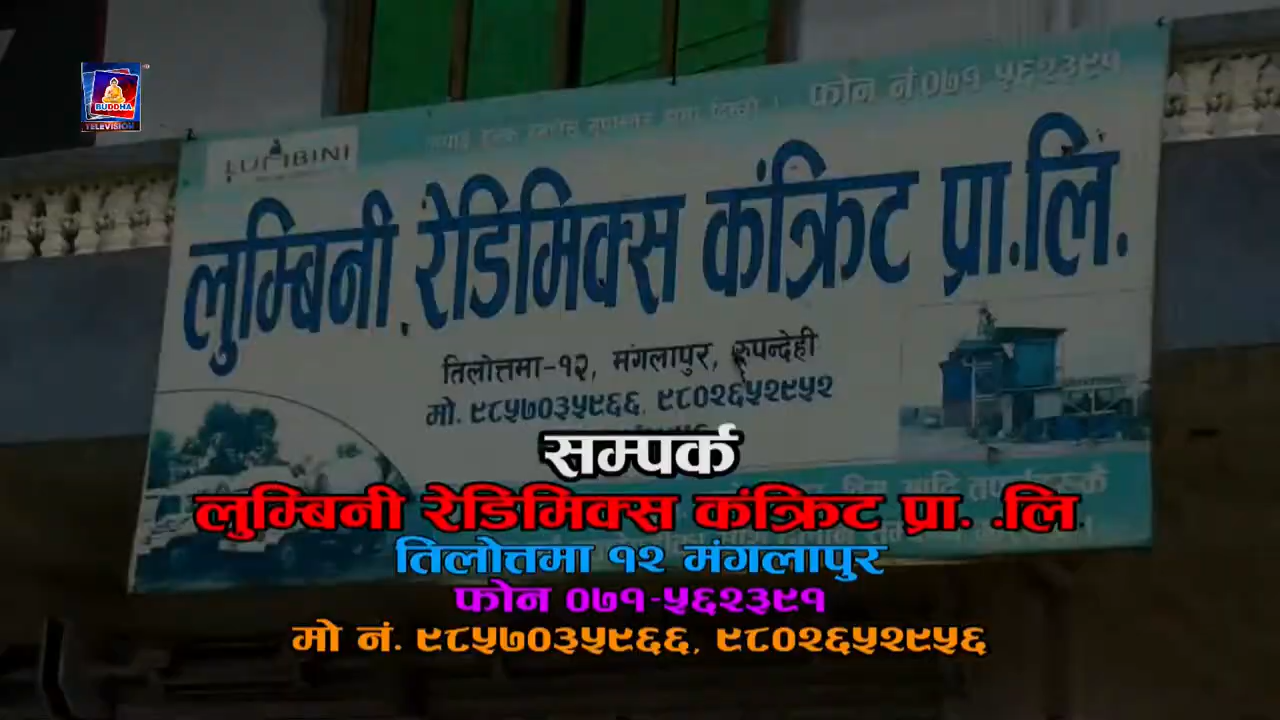 BUDDHA
TELEVISION
फोन नं.०७१ ५६२३९१
LUMBINI
लुम्बिनी रेडिमिक्स कंक्रिट प्रा.लि.
तिलोत्तमा-१२, मंगलापुर, रुपन्देही
मो. ९८५७०३५९६६, ९८०२६५२९५२
सम्पर्क
लुम्बिनी रेडिमिक्स कंक्रिट प्रा. .लि.
तिलोत्तमा १२ मंगलापुर
फोन ०७१-५६२३९१
मो नं. ९८५७०३५९६६, ९८०२६५२९५६